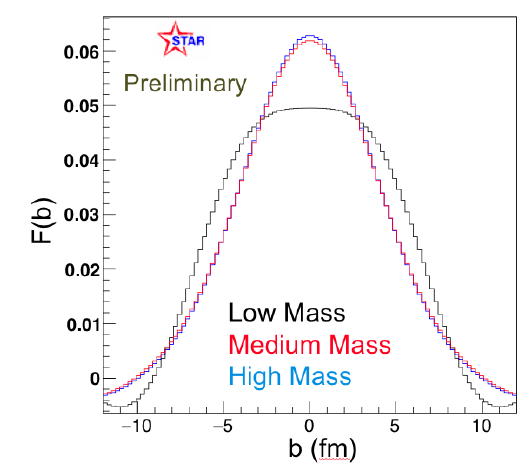 STAR
Preliminary
0.06
0.05
0.04
0.03
0.02
0.01
0
F(b)
Low Mass
Medium Mass
High Mass
−10 −5 0 5 10
b (fm)